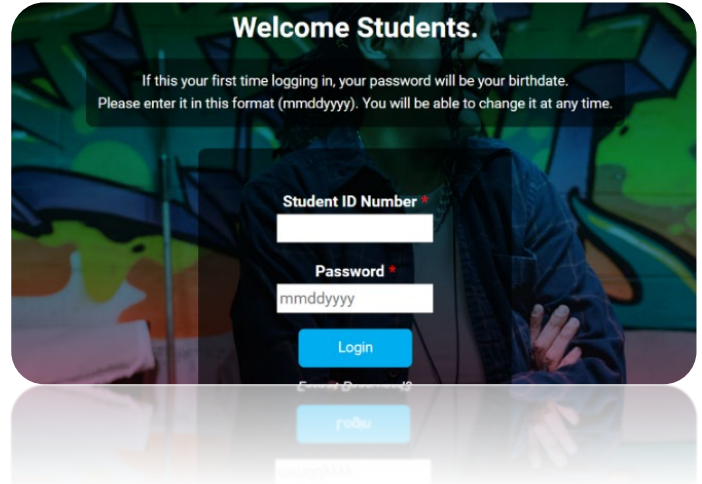 Welcome Students.
If this your first time logging in, your password will be your birthdate.
Please enter it in this format (mmddyyyy). You will be able to change it at any time.
Student ID Number *
Password *
mmddyyyy
Login